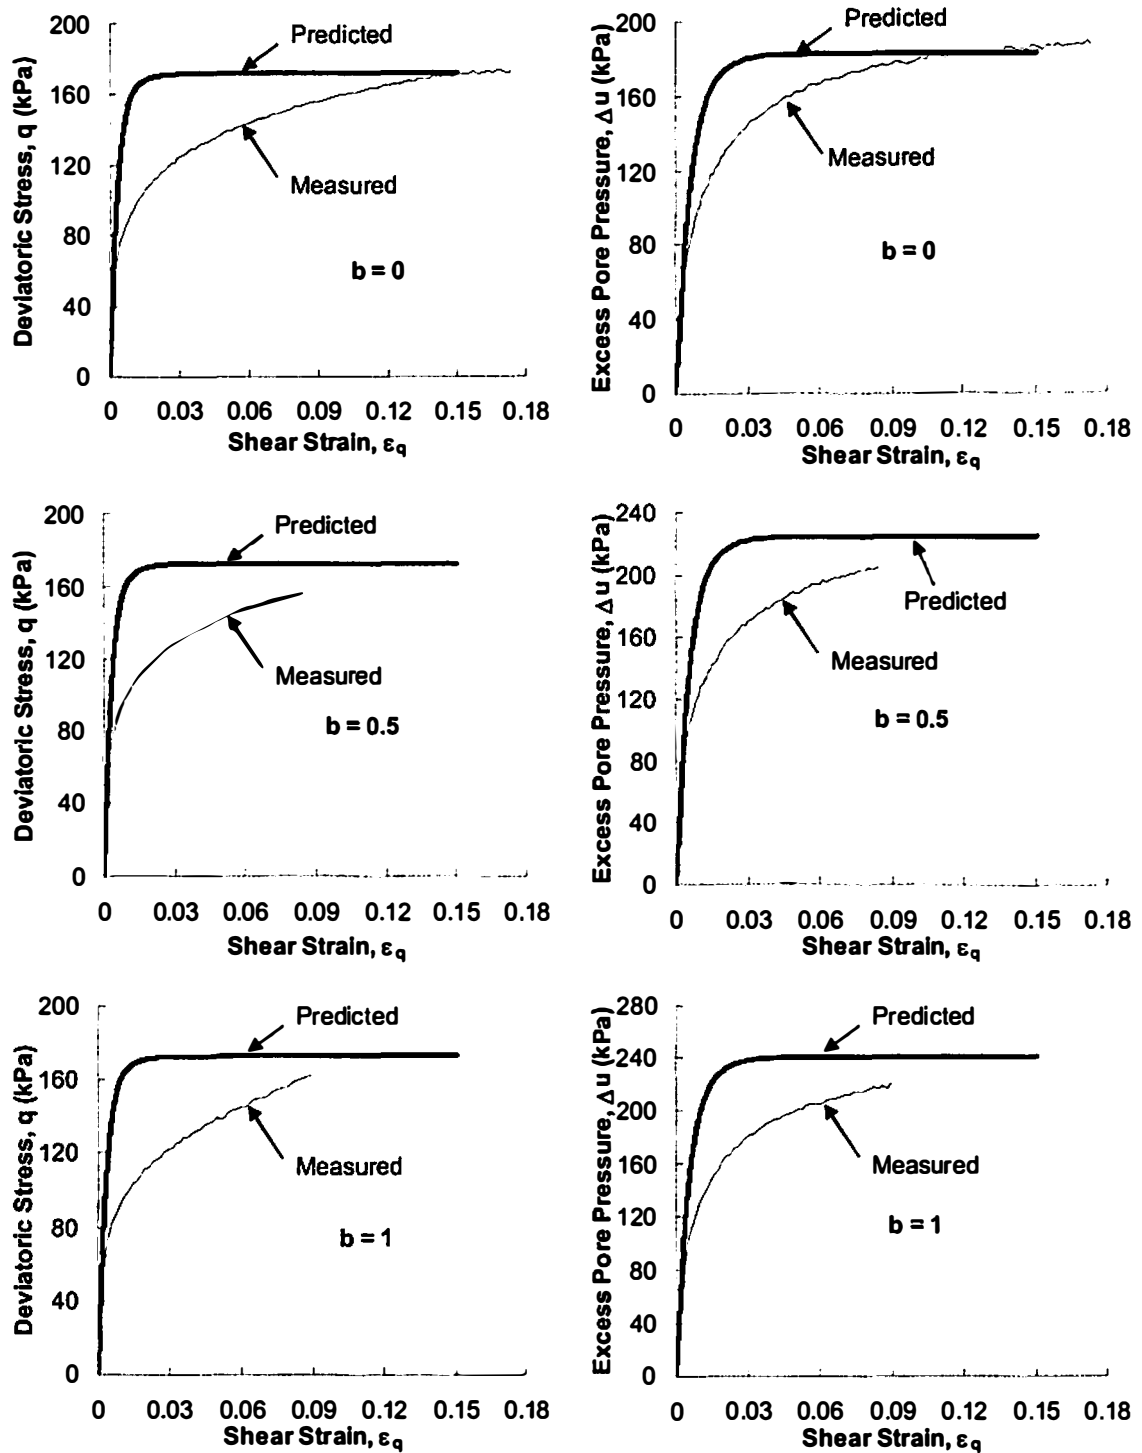 Deviatoric Stress, q (kPa)
200
160
120
80
40
0
Predicted
Measured
b = 0
0 0.03 0.06 0.09 0.12 0.15 0.18
Shear Strain, εq
Excess Pore Pressure, Δu (kPa)
200
160
120
80
40
0
Predicted
Measured
b = 0
0 0.03 0.06 0.09 0.12 0.15 0.18
Shear Strain, εq
Deviatoric Stress, q (kPa)
200
160
120
80
40
0
Predicted
Measured
b = 0.5
0 0.03 0.06 0.09 0.12 0.15 0.18
Shear Strain, εq
Excess Pore Pressure, Δu (kPa)
240
200
160
120
80
40
0
Predicted
Measured
b = 0.5
0 0.03 0.06 0.09 0.12 0.15 0.18
Shear Strain, εq
Deviatoric Stress, q (kPa)
200
160
120
80
40
0
Predicted
Measured
b = 1
0 0.03 0.06 0.09 0.12 0.15 0.18
Shear Strain, εq
Excess Pore Pressure, Δu (kPa)
280
240
200
160
120
80
40
0
Predicted
Measured
b = 1
0 0.03 0.06 0.09 0.12 0.15 0.18
Shear Strain, εq